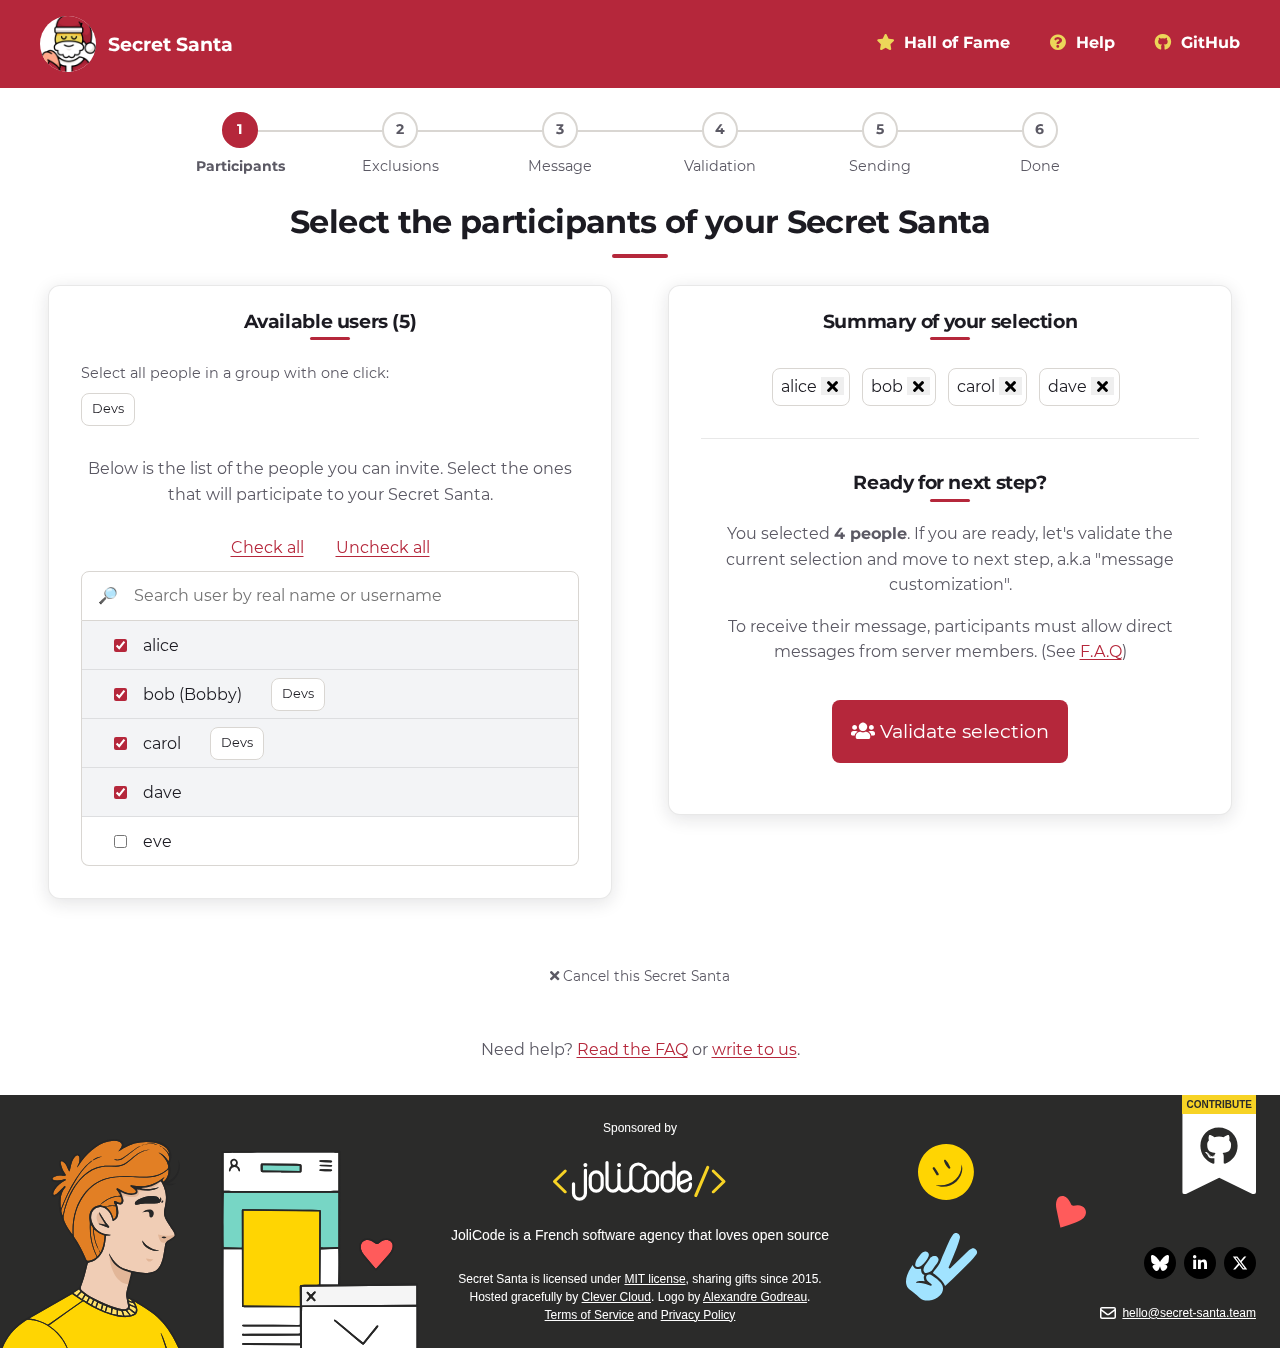 Secret Santa
Hall of Fame
Help
GitHub
1
2
3
4
5
6
Participants
Exclusions
Message
Validation
Sending
Done
Select the participants of your Secret Santa
Available users (5)
Select all people in a group with one click:
Devs
Below is the list of the people you can invite. Select the ones
that will participate to your Secret Santa.
Check all
Uncheck all
Search user by real name or username
alice
bob (Bobby)
Devs
carol
Devs
dave
eve
Summary of your selection
alice
bob
carol
dave
Ready for next step?
You selected 4 people. If you are ready, let's validate the
current selection and move to next step, a.k.a "message
customization".
To receive their message, participants must allow direct
messages from server members. (See F.A.Q)
Validate selection
Cancel this Secret Santa
Need help? Read the FAQ or write to us.
Sponsored by
<joliCode/>
JoliCode is a French software agency that loves open source
Secret Santa is licensed under MIT license, sharing gifts since 2015.
Hosted gracefully by Clever Cloud. Logo by Alexandre Godreau.
Terms of Service and Privacy Policy
CONTRIBUTE
hello@secret-santa.team